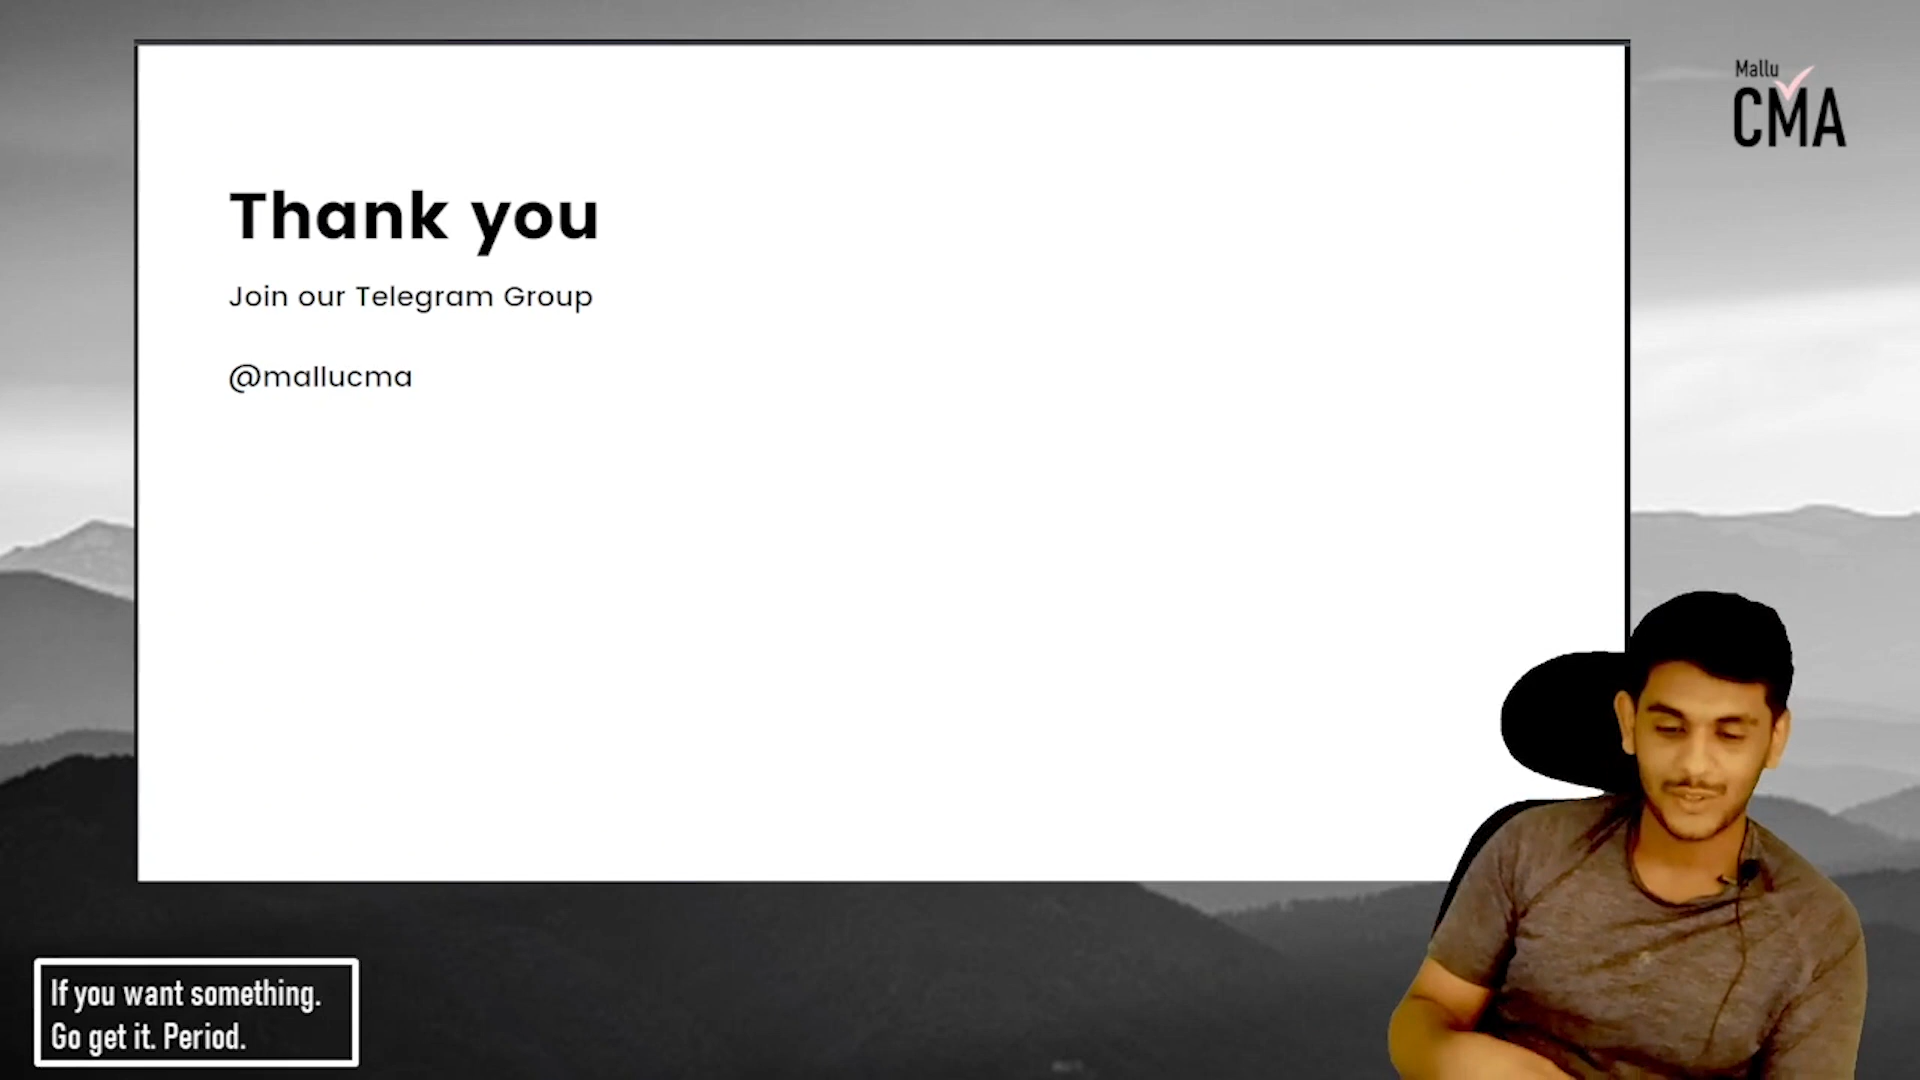 Mallu
CMA
Thank you
Join our Telegram Group
@mallucma
If you want something.
Go get it. Period.